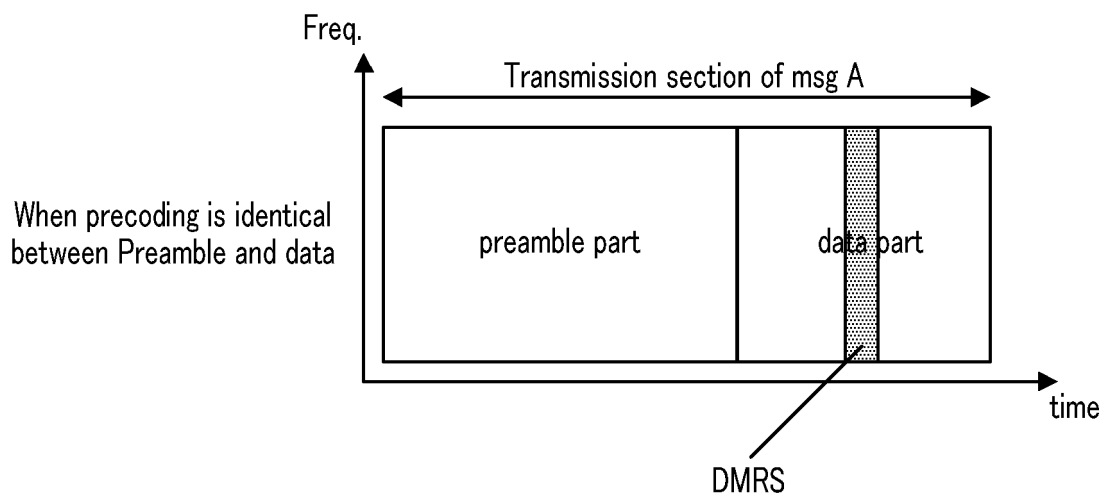 Freq.
Transmission section of msg A
When precoding is identical
between Preamble and data
preamble part
data part
time
DMRS